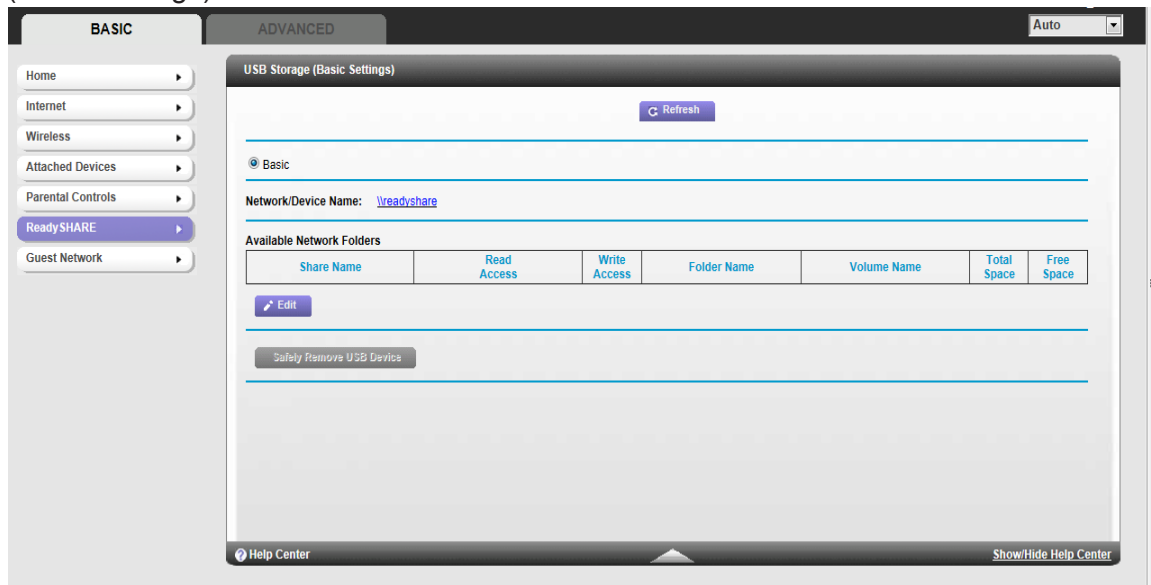 BASIC
ADVANCED
Auto
Home
Internet
Wireless
Attached Devices
Parental Controls
ReadySHARE
Guest Network
USB Storage (Basic Settings)
Refresh
Basic
Network/Device Name: \\readyshare
Available Network Folders
Share Name Read Access Write Access Folder Name Volume Name Total Space Free Space
Edit
Safely Remove USB Device
Help Center
Show/Hide Help Center